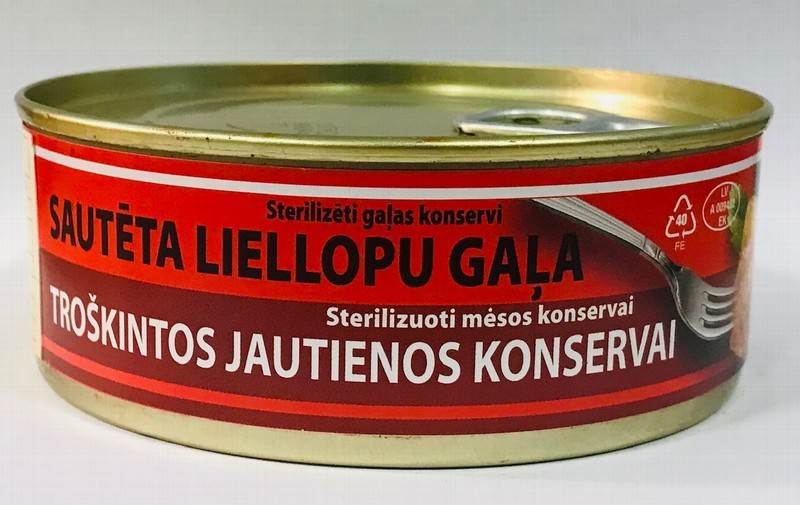 Sterilizēti gaļas konservi
SAUTĒTA LIELLOPU GAĻA
Sterilizuoti mėsos konservai
TROŠKINTOS JAUTIENOS KONSERVAI
40
FE
LV
EK